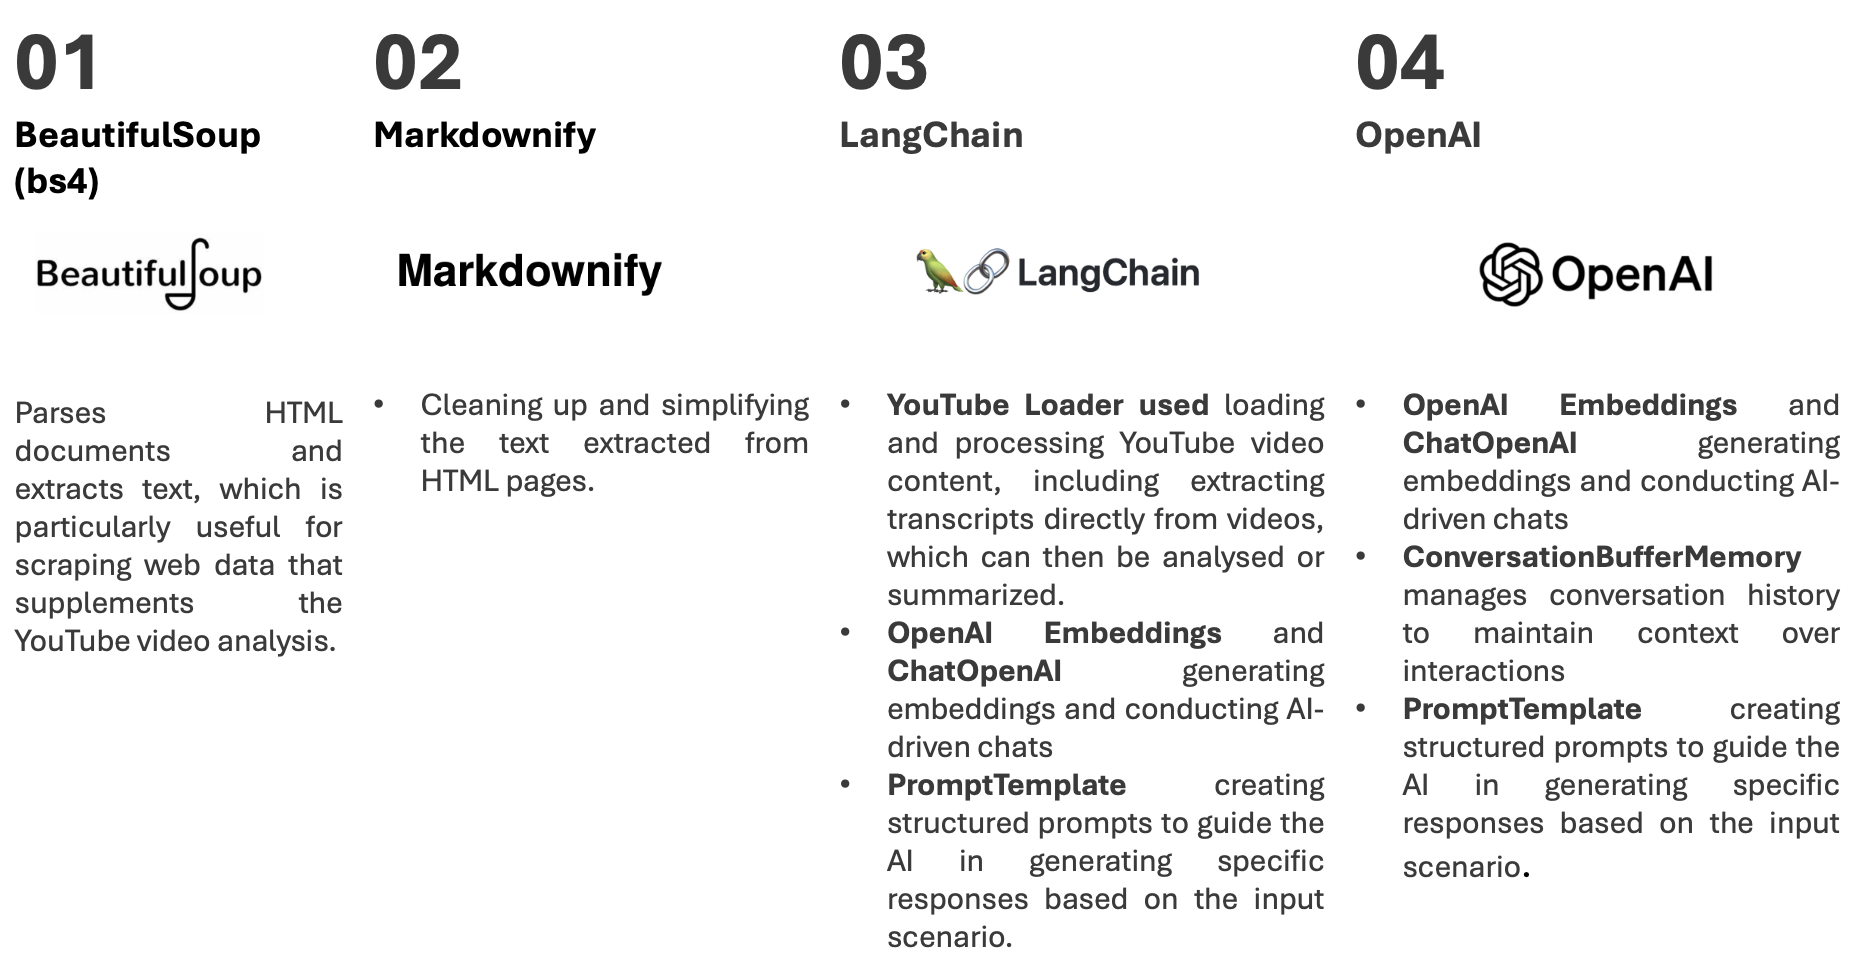 01
BeautifulSoup
(bs4)
BeautifulSoup
Parses HTML
documents and
extracts text, which is
particularly useful for
scraping web data that
supplements the
YouTube video analysis.
02
Markdownify
Markdownify
• Cleaning up and simplifying
the text extracted from
HTML pages.
03
LangChain
LangChain
• YouTube Loader used loading
and processing YouTube video
content, including extracting
transcripts directly from videos,
which can then be analysed or
summarized.
• OpenAI Embeddings and
ChatOpenAI generating
embeddings and conducting AI-
driven chats
• PromptTemplate creating
structured prompts to guide the
AI in generating specific
responses based on the input
scenario.
04
OpenAI
OpenAI
• OpenAI Embeddings and
ChatOpenAI generating
embeddings and conducting AI-
driven chats
• ConversationBufferMemory
manages conversation history
to maintain context over
interactions
• PromptTemplate creating
structured prompts to guide the
AI in generating specific
responses based on the input
scenario.